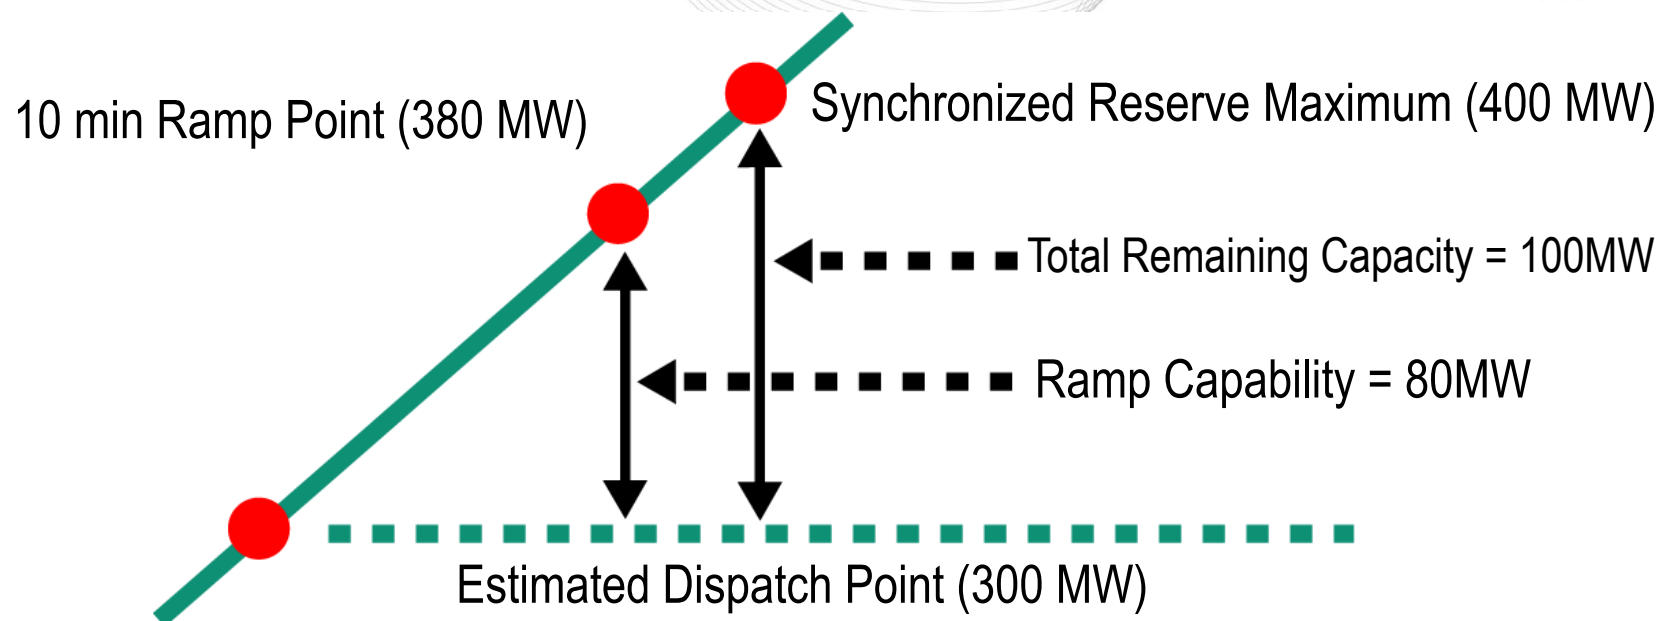 Synchronized Reserve Maximum (400 MW)
10 min Ramp Point (380 MW)
Total Remaining Capacity = 100MW
Ramp Capability = 80MW
Estimated Dispatch Point (300 MW)